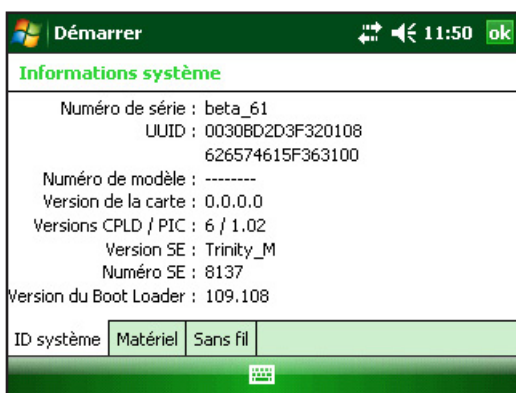 Démarrer 11:50 ok
Informations système
Numéro de série : beta_61
UUID : 0030BD2D3F320108
626574615F363100
Numéro de modèle : --------
Version de la carte : 0.0.0.0
Versions CPLD / PIC : 6 / 1.02
Version SE : Trinity_M
Numéro SE : 8137
Version du Boot Loader : 109.108
ID système Matériel Sans fil